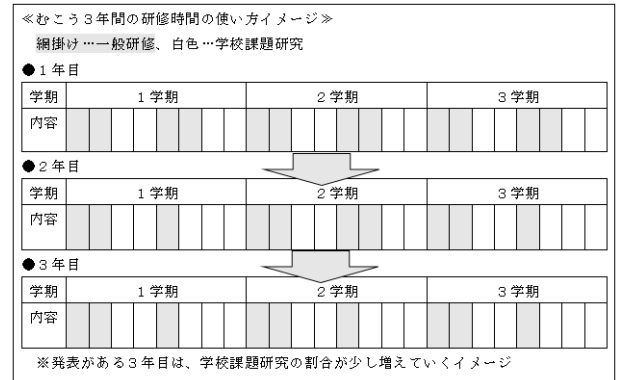 ≪むこう３年間の研修時間の使い方イメージ≫
網掛け…一般研修、白色…学校課題研究
●１年目
学期 １学期 ２学期 ３学期
内容
●２年目
学期 １学期 ２学期 ３学期
内容
●３年目
学期 １学期 ２学期 ３学期
内容
※発表がある３年目は、学校課題研究の割合が少し増えていくイメージ